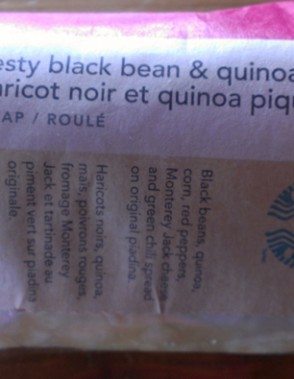 esty black bean & quinoa
aricot noir et quinoa piqu
AP / ROULÉ
Black beans, quinoa,
corn, red peppers,
Monterey Jack cheese
and green chili spread
on original piadina.
Haricots noirs, quinoa,
maïs, poivrons rouges,
fromage Monterey
Jack et tartinade au
piment vert sur piadina
originale.